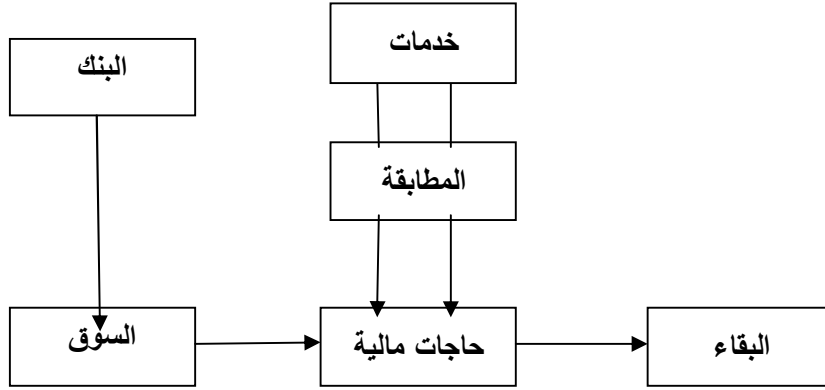 خدمات
البنك
المطابقة
السوق
حاجات مالية
البقاء